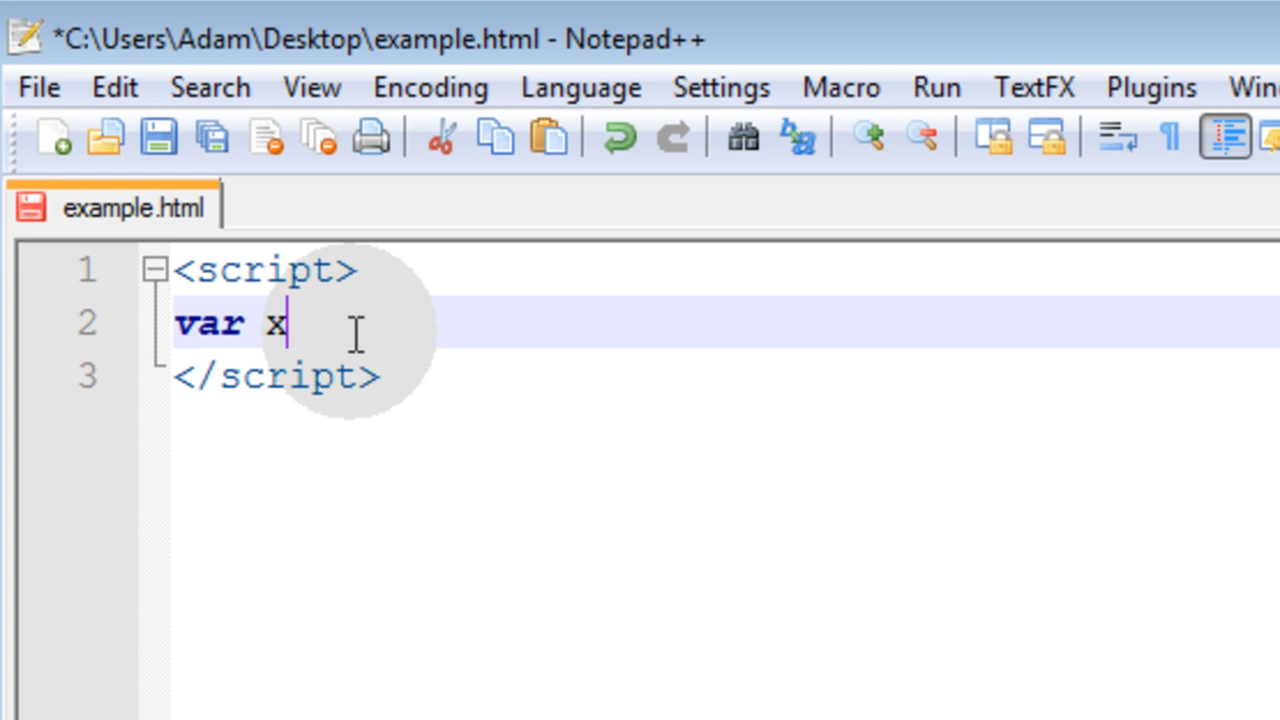 *C:\Users\Adam\Desktop\example.html - Notepad++
File Edit Search View Encoding Language Settings Macro Run TextFX Plugins
example.html
1 <script>
2 var x
3 </script>